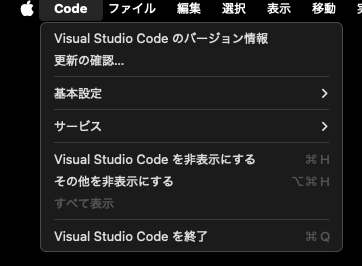 Code ファイル 編集 選択 表示 移動
Visual Studio Code のバージョン情報
更新の確認...
基本設定
サービス
Visual Studio Code を非表示にする ⌘ H
その他を非表示にする ⌥ ⌘ H
すべて表示
Visual Studio Code を終了 ⌘ Q